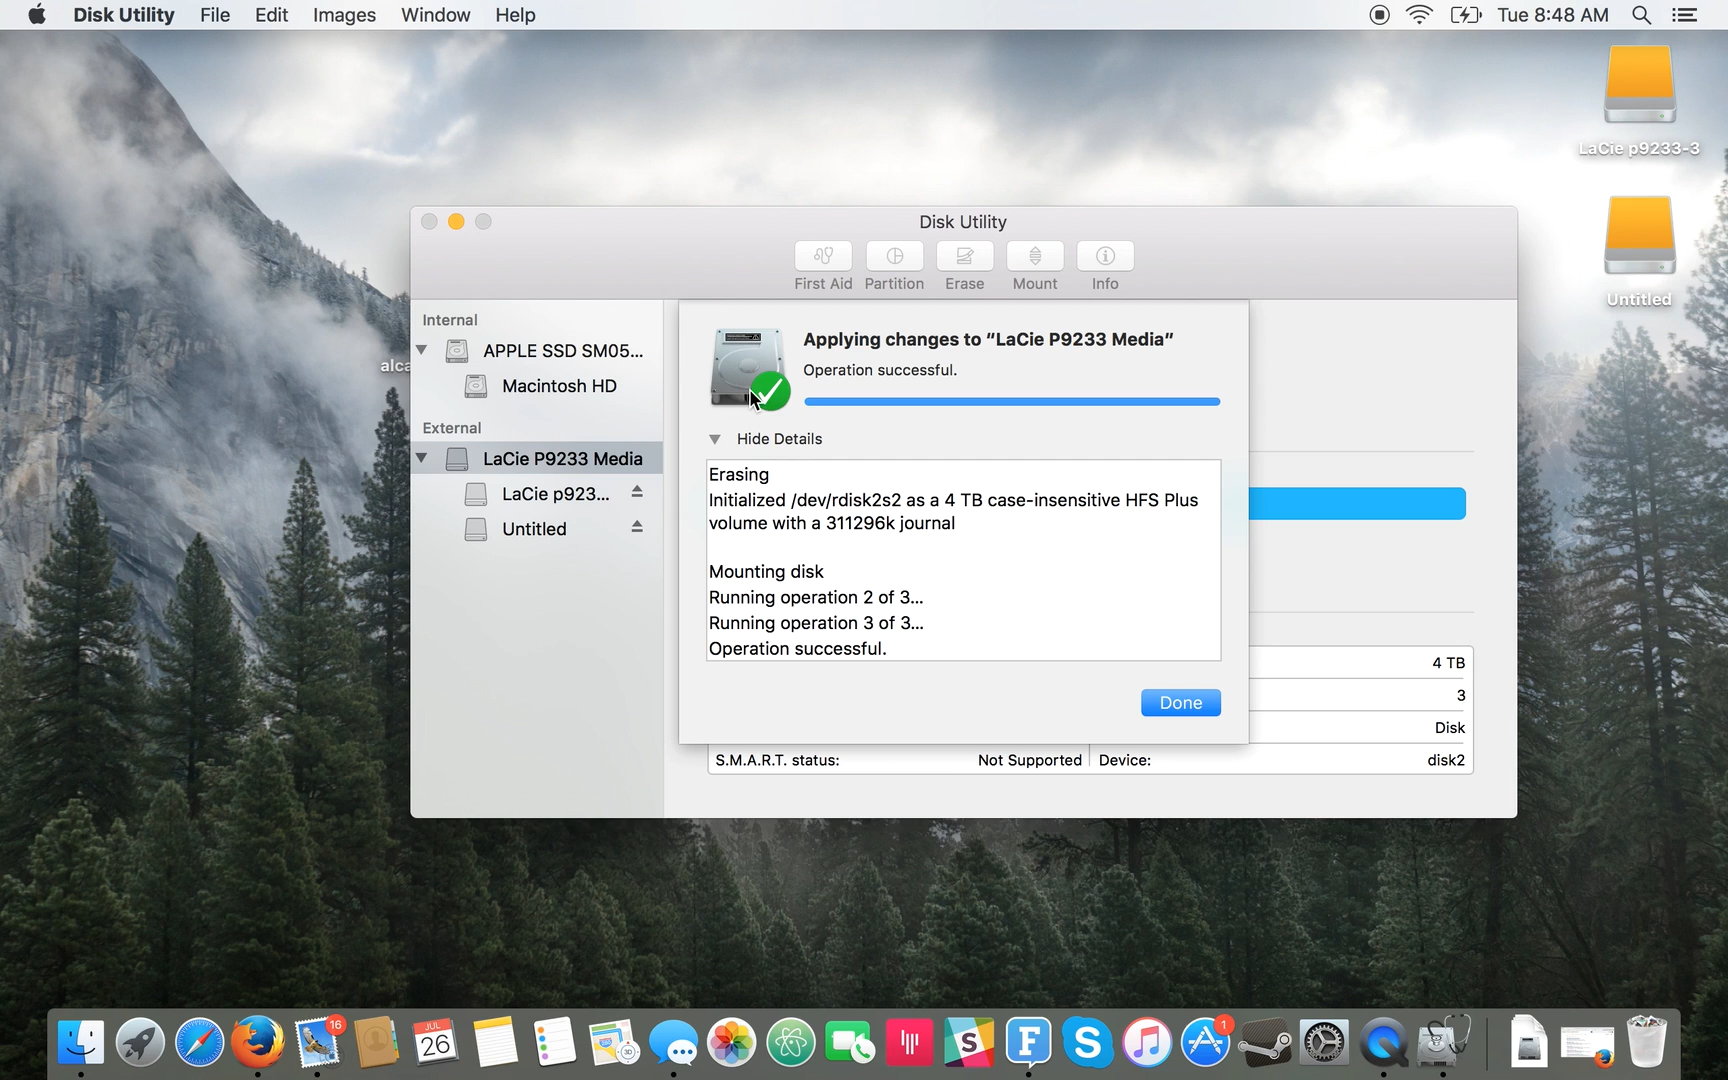 Disk Utility File Edit Images Window Help Tue 8:48 AM
LaCie p9233-3
Untitled
alca
Disk Utility
First Aid Partition Erase Mount Info
Internal
APPLE SSD SM05...
Macintosh HD
External
LaCie P9233 Media
LaCie p923...
Untitled
Applying changes to “LaCie P9233 Media”
Operation successful.
Hide Details
Erasing
Initialized /dev/rdisk2s2 as a 4 TB case-insensitive HFS Plus
volume with a 311296k journal
Mounting disk
Running operation 2 of 3...
Running operation 3 of 3...
Operation successful.
Done
4 TB
3
Disk
S.M.A.R.T. status: Not Supported Device: disk2
16
JUL
26
3D
S
F
S
1